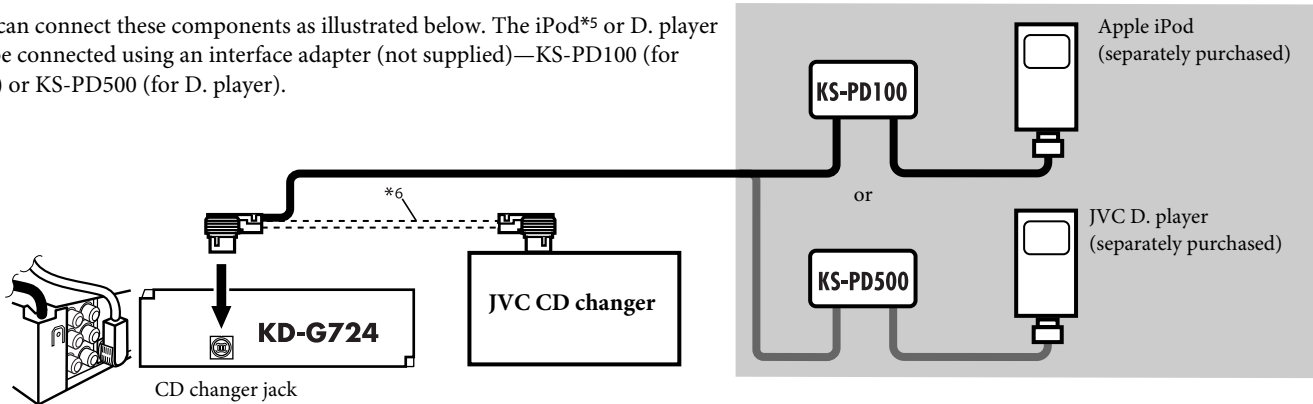 can connect these components as illustrated below. The iPod*5 or D. player
be connected using an interface adapter (not supplied)—KS-PD100 (for
) or KS-PD500 (for D. player).
Apple iPod
(separately purchased)
KS-PD100
or
*6
JVC D. player
(separately purchased)
KS-PD500
JVC CD changer
KD-G724
CD changer jack